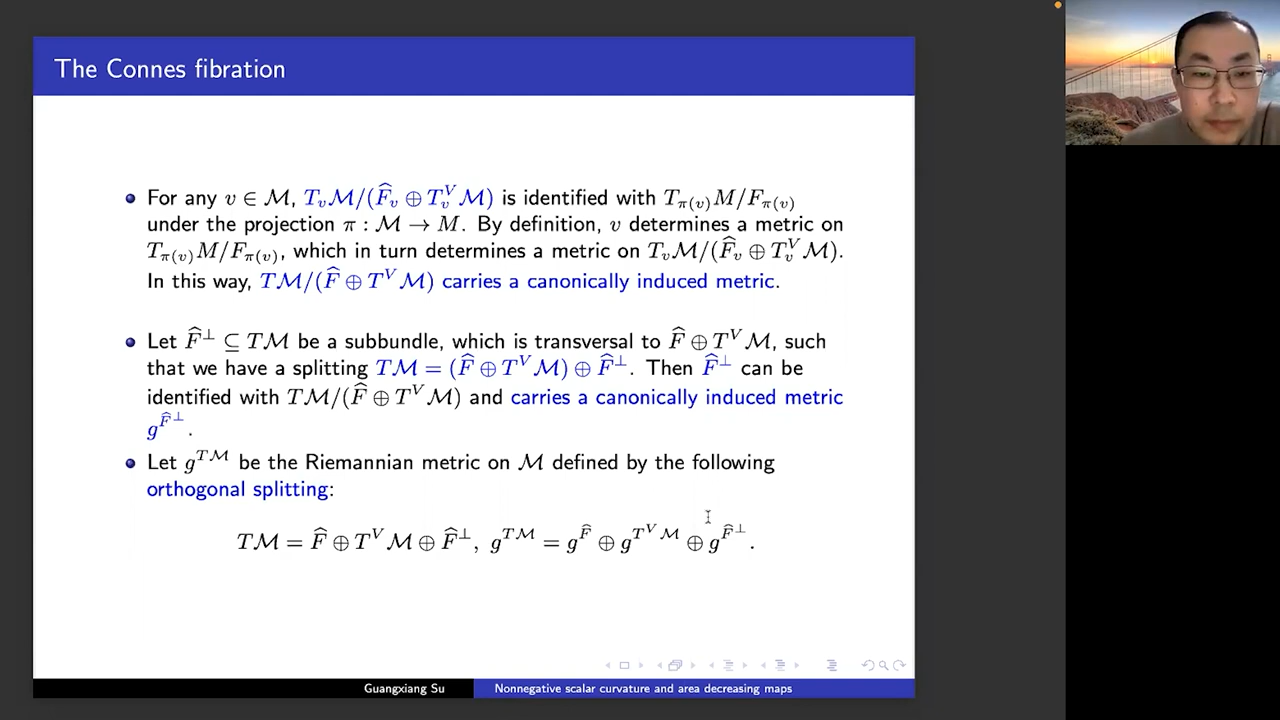 The Connes fibration
For any v ∈ ℳ, T_vℳ/(F̂_v ⊕ T_v^Vℳ) is identified with T_{π(v)}M/F_{π(v)}
under the projection π : ℳ → M. By definition, v determines a metric on
T_{π(v)}M/F_{π(v)}, which in turn determines a metric on T_vℳ/(F̂_v ⊕ T_v^Vℳ).
In this way, Tℳ/(F̂ ⊕ T^Vℳ) carries a canonically induced metric.
Let F̂^⊥ ⊆ Tℳ be a subbundle, which is transversal to F̂ ⊕ T^Vℳ, such
that we have a splitting Tℳ = (F̂ ⊕ T^Vℳ) ⊕ F̂^⊥. Then F̂^⊥ can be
identified with Tℳ/(F̂ ⊕ T^Vℳ) and carries a canonically induced metric
g^{F̂^⊥}.
Let g^{Tℳ} be the Riemannian metric on ℳ defined by the following
orthogonal splitting:
Tℳ = F̂ ⊕ T^Vℳ ⊕ F̂^⊥, g^{Tℳ} = g^{F̂} ⊕ g^{T^Vℳ} ⊕ g^{F̂^⊥}.
Guangxiang Su Nonnegative scalar curvature and area decreasing maps